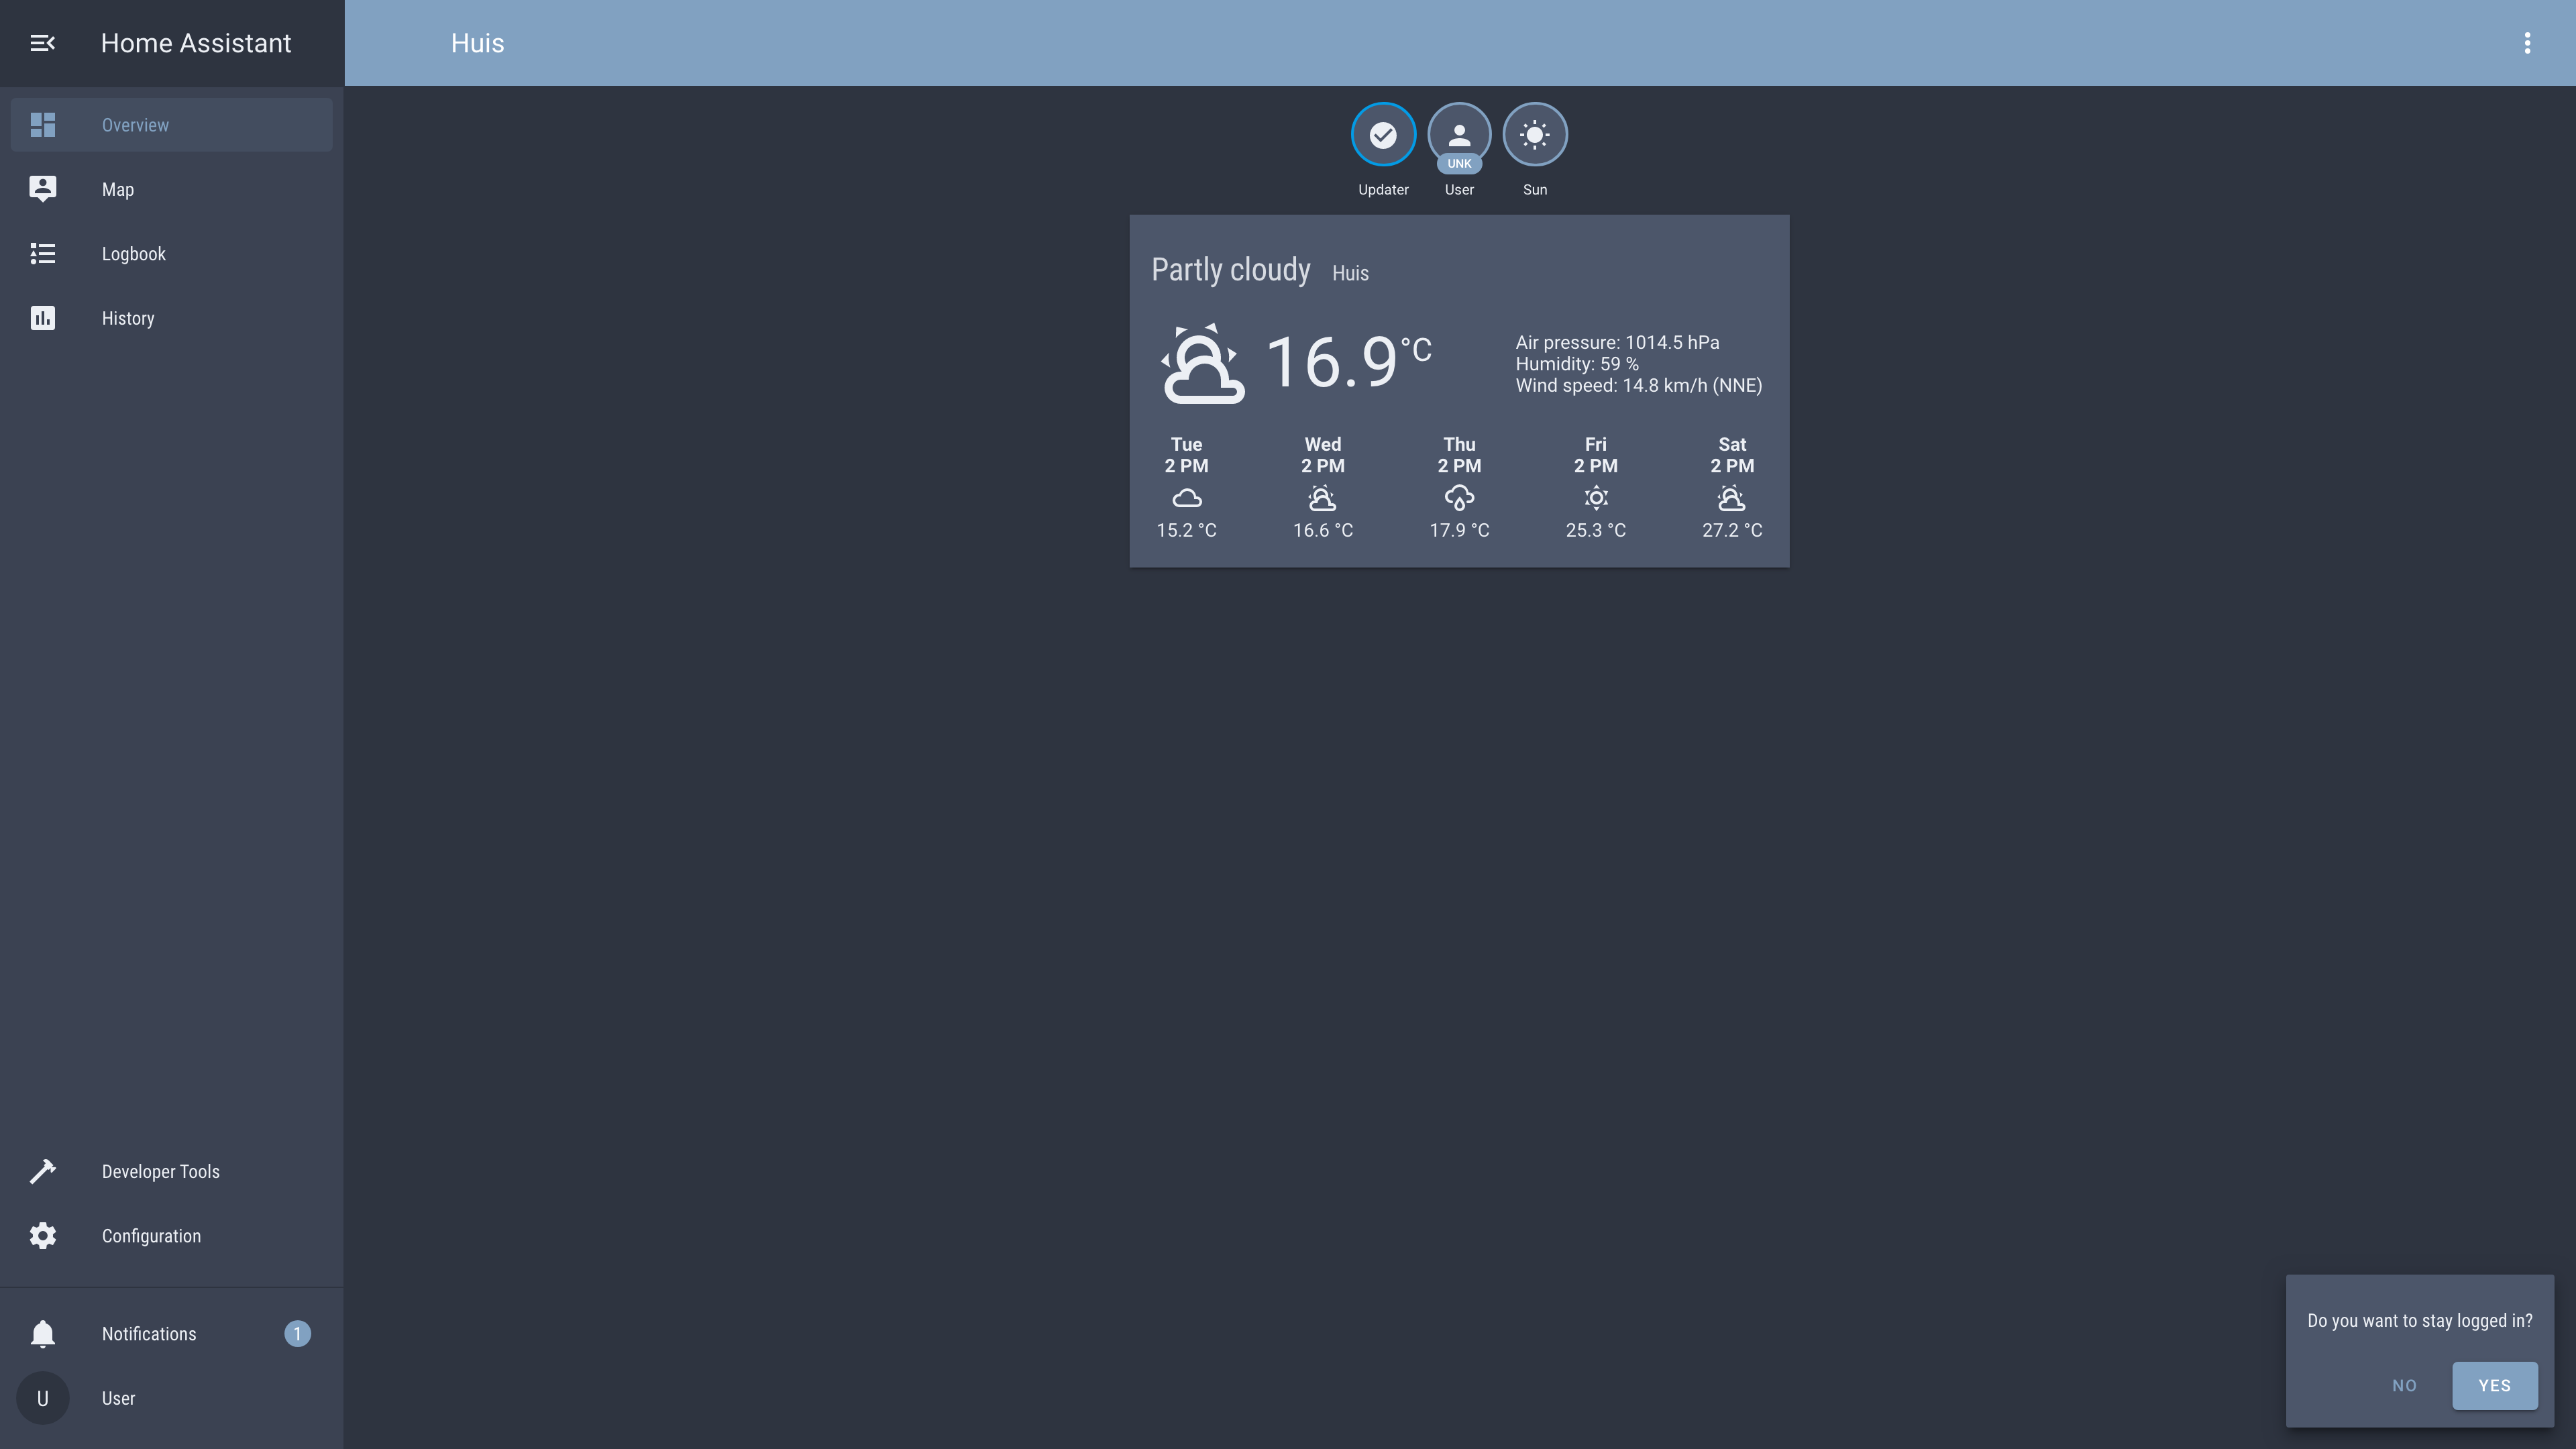 Home Assistant
Huis
Overview
Map
Logbook
History
UNK
Updater
User
Sun
Partly cloudy Huis
16.9 °C
Air pressure: 1014.5 hPa
Humidity: 59 %
Wind speed: 14.8 km/h (NNE)
Tue Wed Thu Fri Sat
2 PM 2 PM 2 PM 2 PM 2 PM
15.2 °C 16.6 °C 17.9 °C 25.3 °C 27.2 °C
Developer Tools
Configuration
Notifications 1
U User
Do you want to stay logged in?
NO YES